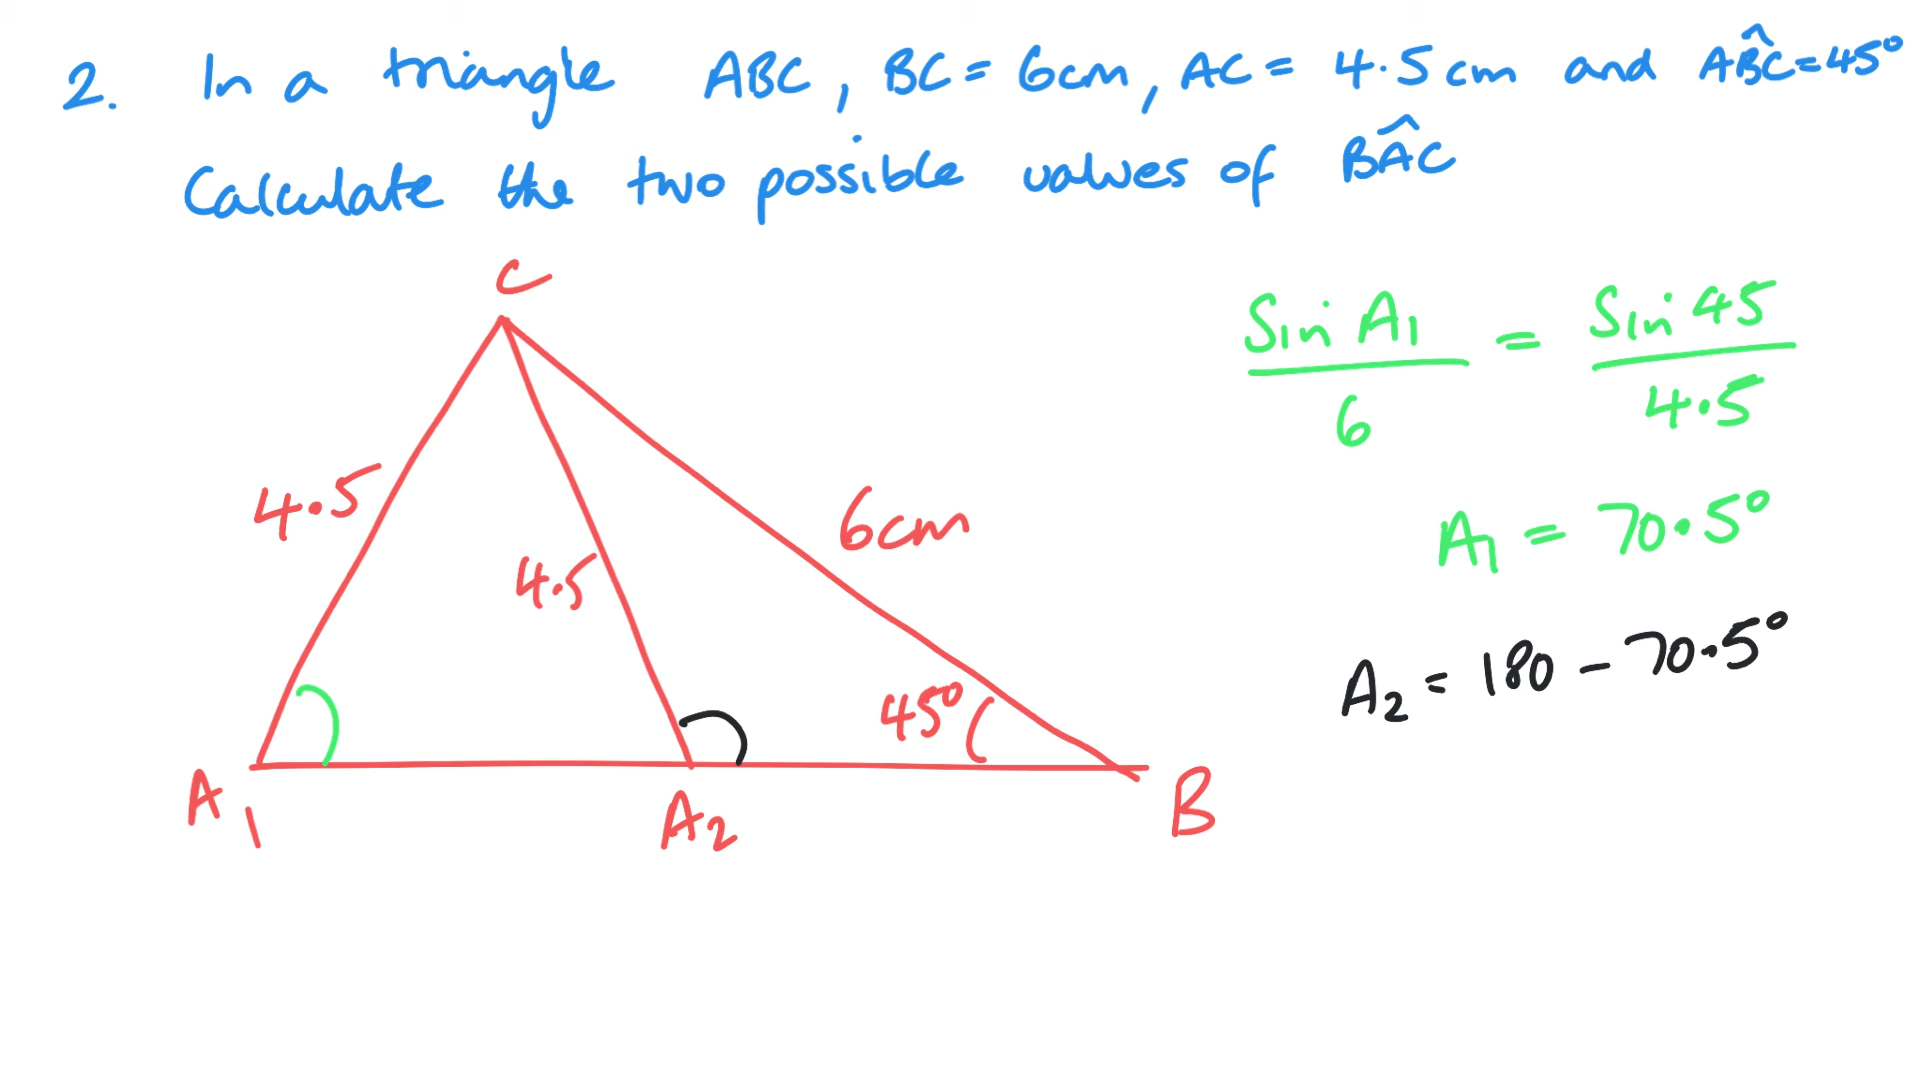 2. In a triangle ABC, BC = 6cm, AC = 4.5cm and AB̂C = 45°
Calculate the two possible values of BÂC
C
Sin A₁ / 6 = Sin 45 / 4.5
4.5
4.5
6cm
A₁ = 70.5°
A₂ = 180 - 70.5°
45°
A₁
A₂
B